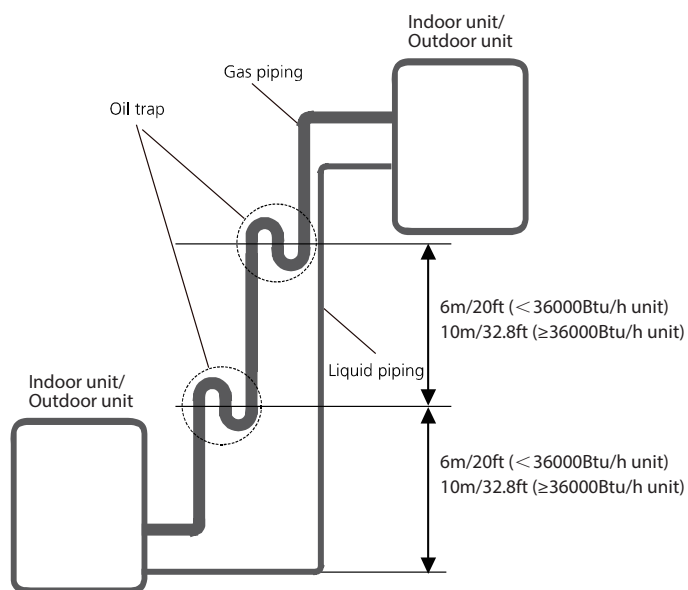 Indoor unit/
Outdoor unit
Gas piping
Oil trap
6m/20ft (＜36000Btu/h unit)
10m/32.8ft (≥36000Btu/h unit)
Liquid piping
Indoor unit/
Outdoor unit
6m/20ft (＜36000Btu/h unit)
10m/32.8ft (≥36000Btu/h unit)